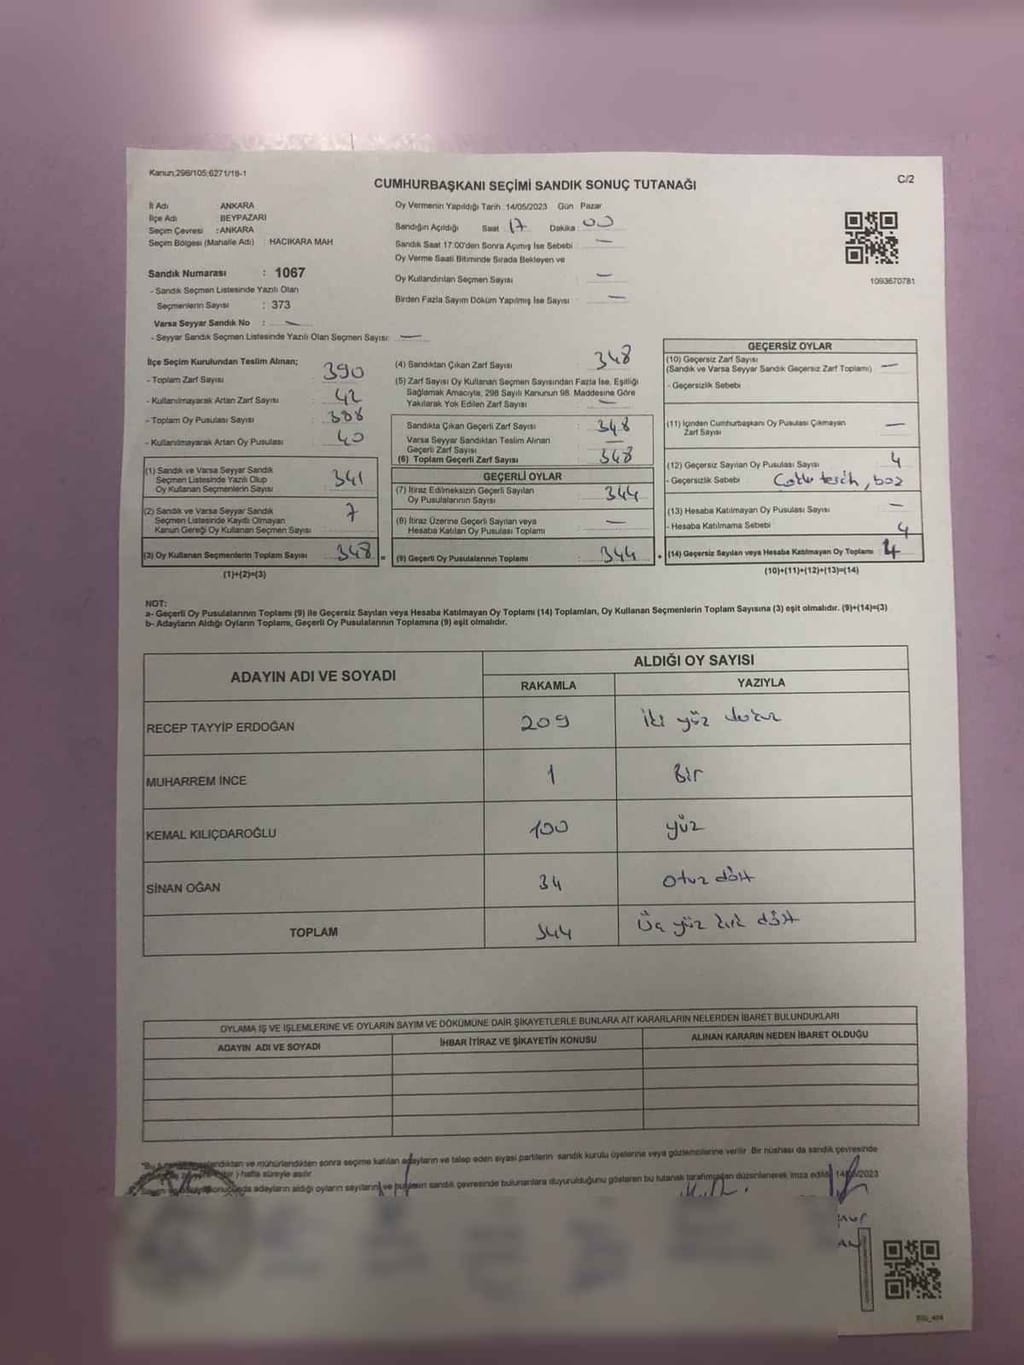 Kanun;298/105;6271/18-1
C/2
CUMHURBAŞKANI SEÇİMİ SANDIK SONUÇ TUTANAĞI
İl Adı ANKARA
İlçe Adı BEYPAZARI
Seçim Çevresi :ANKARA
Seçim Bölgesi (Mahalle Adı) HACIKARA MAH
Sandık Numarası : 1067
- Sandık Seçmen Listesinde Yazılı Olan
Seçmenlerin Sayısı : 373
Varsa Seyyar Sandık No : —
- Seyyar Sandık Seçmen Listesinde Yazılı Olan Seçmen Sayısı: —
Oy Vermenin Yapıldığı Tarih :14/05/2023 Gün Pazar
Sandığın Açıldığı Saat 17 Dakika 00
Sandık Saat 17:00'den Sonra Açımış İse Sebebi —
Oy Verme Saati Bitiminde Sırada Bekleyen ve
Oy Kullandırılan Seçmen Sayısı —
Birden Fazla Sayım Döküm Yapılmış İse Sayısı —
1093670781
İlçe Seçim Kurulundan Teslim Alınan;
- Toplam Zarf Sayısı 390
- Kullanılmayarak Artan Zarf Sayısı 42
- Toplam Oy Pusulası Sayısı 388
- Kullanılmayarak Artan Oy Pusulası 40
(1) Sandık ve Varsa Seyyar Sandık
Seçmen Listesinde Yazılı Olup
Oy Kullanan Seçmenlerin Sayısı 341
(2) Sandık ve Varsa Seyyar Sandık
Seçmen Listesinde Kaydı Olmayan
Kanun Gereği Oy Kullanan Seçmen Sayısı 7
(3) Oy Kullanan Seçmenlerin Toplam Sayısı 348
(1)+(2)=(3)
(4) Sandıktan Çıkan Zarf Sayısı 348
(5) Zarf Sayısı Oy Kullanan Seçmen Sayısından Fazla İse, Eşitliği
Sağlamak Amacıyla, 298 Sayılı Kanunun 98. Maddesine Göre
Yakılarak Yok Edilen Zarf Sayısı —
Sandıkta Çıkan Geçerli Zarf Sayısı : 348
Varsa Seyyar Sandıktan Teslim Alınan
Geçerli Zarf Sayısı —
(6) Toplam Geçerli Zarf Sayısı : 348
GEÇERLİ OYLAR
(7) İtiraz Edilmeksizin Geçerli Sayılan
Oy Pusulalarının Sayısı 344
(8) İtiraz Üzerine Geçerli Sayılan veya
Hesaba Katılan Oy Pusulası Toplamı —
(9) Geçerli Oy Pusulalarının Toplamı : 344
GEÇERSİZ OYLAR
(10) Geçersiz Zarf Sayısı
(Sandık ve Varsa Seyyar Sandık Geçersiz Zarf Toplamı) —
- Geçersizlik Sebebi
(11) İçinden Cumhurbaşkanı Oy Pusulası Çıkmayan
Zarf Sayısı —
(12) Geçersiz Sayılan Oy Pusulası Sayısı 4
- Geçersizlik Sebebi
(13) Hesaba Katılmayan Oy Pusulası Sayısı —
- Hesaba Katılmama Sebebi 4
(14) Geçersiz Sayılan veya Hesaba Katılmayan Oy Toplamı 4
(10)+(11)+(12)+(13)=(14)
NOT:
a- Geçerli Oy Pusulalarının Toplamı (9) ile Geçersiz Sayılan veya Hesaba Katılmayan Oy Toplamı (14) Toplamları, Oy Kullanan Seçmenlerin Toplam Sayısına (3) eşit olmalıdır. (9)+(14)=(3)
b- Adayların Aldığı Oyların Toplamı, Geçerli Oy Pusulalarının Toplamına (9) eşit olmalıdır.
ADAYIN ADI VE SOYADI
ALDIĞI OY SAYISI
RAKAMLA YAZIYLA
RECEP TAYYİP ERDOĞAN 209 iki yüz dokuz
MUHARREM İNCE 1 Bir
KEMAL KILIÇDAROĞLU 100 yüz
SİNAN OĞAN 34 otuz dört
TOPLAM 344 Üç yüz kırk dört
OYLAMA İŞ VE İŞLEMLERİNE VE OYLARIN SAYIM VE DÖKÜMÜNE DAİR ŞİKAYETLERLE BUNLARA AİT KARARLARIN NELERDEN İBARET BULUNDUKLARI
ADAYIN ADI VE SOYADI İHBAR İTİRAZ VE ŞİKAYETİN KONUSU ALINAN KARARIN NEDEN İBARET OLDUĞU
ve mühürlendikten sonra seçime katılan adayların ve talep eden siyasi partilerin sandık kurulu üyelerine veya gözlemcilerine verilir. Bir nüshası da sandık çevresinde
hafta süreyle asılır.
adayların aldığı oyların sayılarını ve sandık çevresinde bulunanlara duyurulduğunu gösteren bu tutanak tarafımızdan düzenlenerek imza edildi.